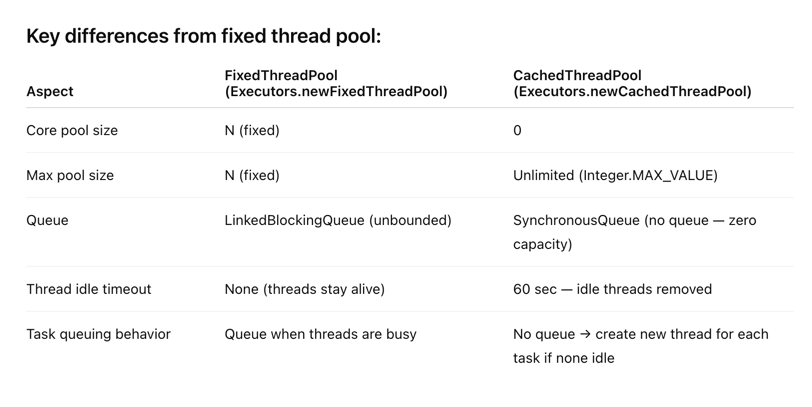 Key differences from fixed thread pool:
Aspect
FixedThreadPool
(Executors.newFixedThreadPool)
CachedThreadPool
(Executors.newCachedThreadPool)
Core pool size
N (fixed)
0
Max pool size
N (fixed)
Unlimited (Integer.MAX_VALUE)
Queue
LinkedBlockingQueue (unbounded)
SynchronousQueue (no queue — zero
capacity)
Thread idle timeout
None (threads stay alive)
60 sec — idle threads removed
Task queuing behavior
Queue when threads are busy
No queue → create new thread for each
task if none idle